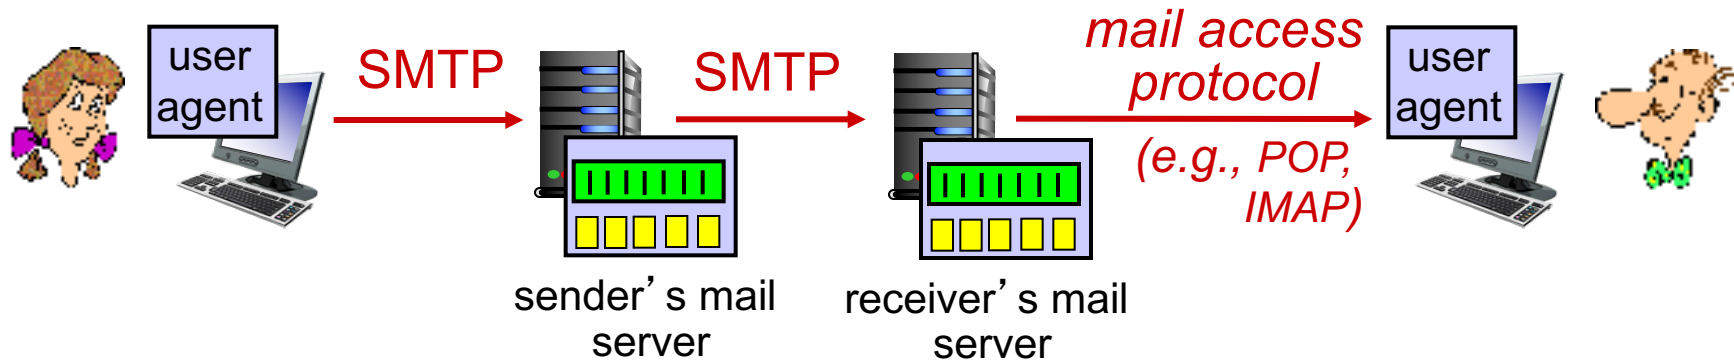 user
agent
SMTP
SMTP
mail access
protocol
(e.g., POP,
IMAP)
user
agent
sender’s mail
server
receiver’s mail
server